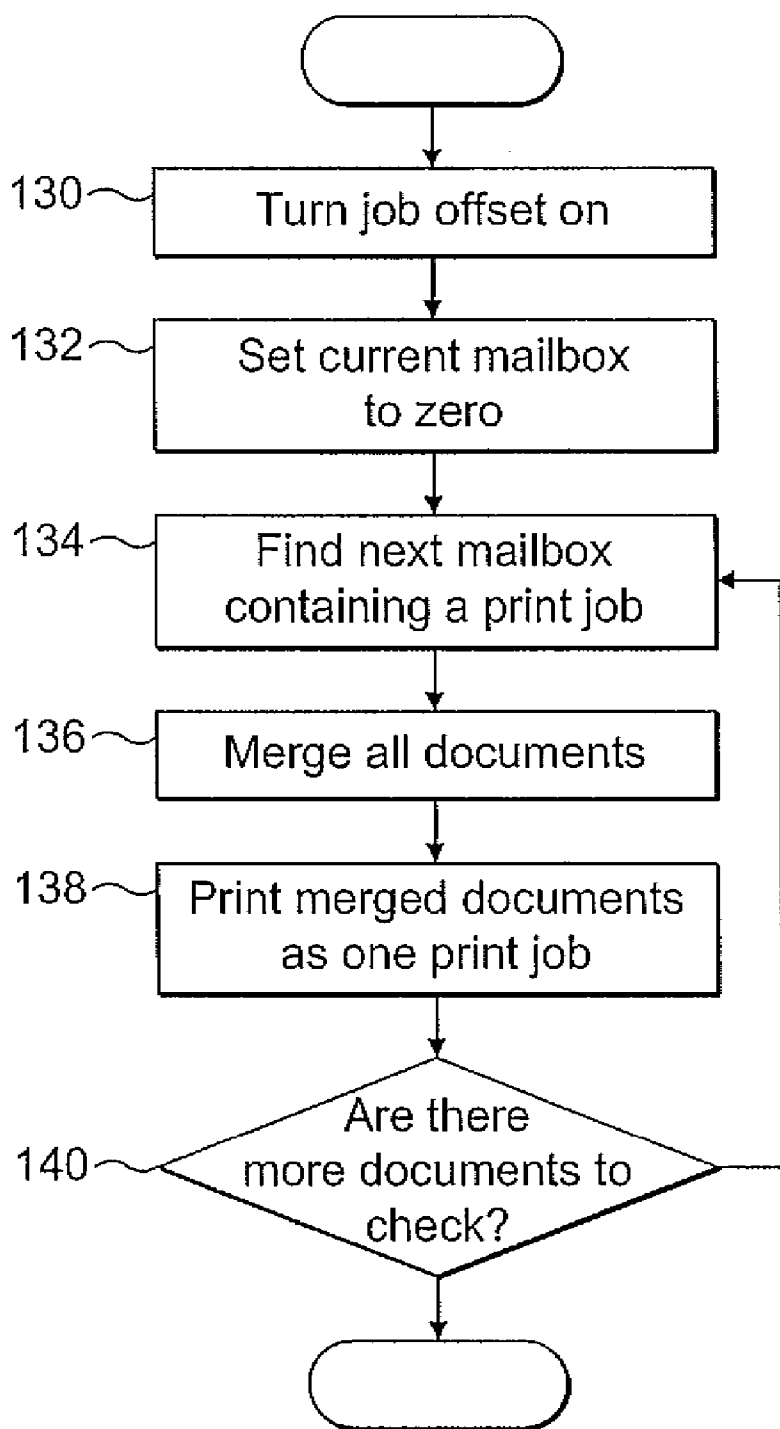 130
Turn job offset on
132
Set current mailbox
to zero
134
Find next mailbox
containing a print job
136
Merge all documents
138
Print merged documents
as one print job
140
Are there
more documents to
check?